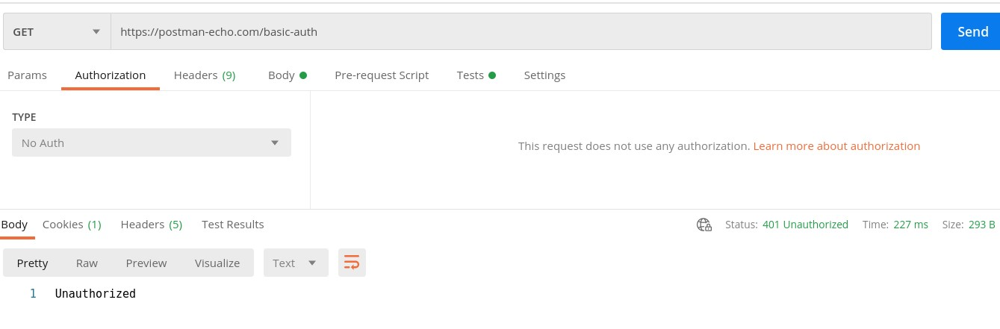 GET https://postman-echo.com/basic-auth Send
Params Authorization Headers (9) Body Pre-request Script Tests Settings
TYPE
No Auth
This request does not use any authorization. Learn more about authorization
Body Cookies (1) Headers (5) Test Results Status: 401 Unauthorized Time: 227 ms Size: 293 B
Pretty Raw Preview Visualize Text
1 Unauthorized